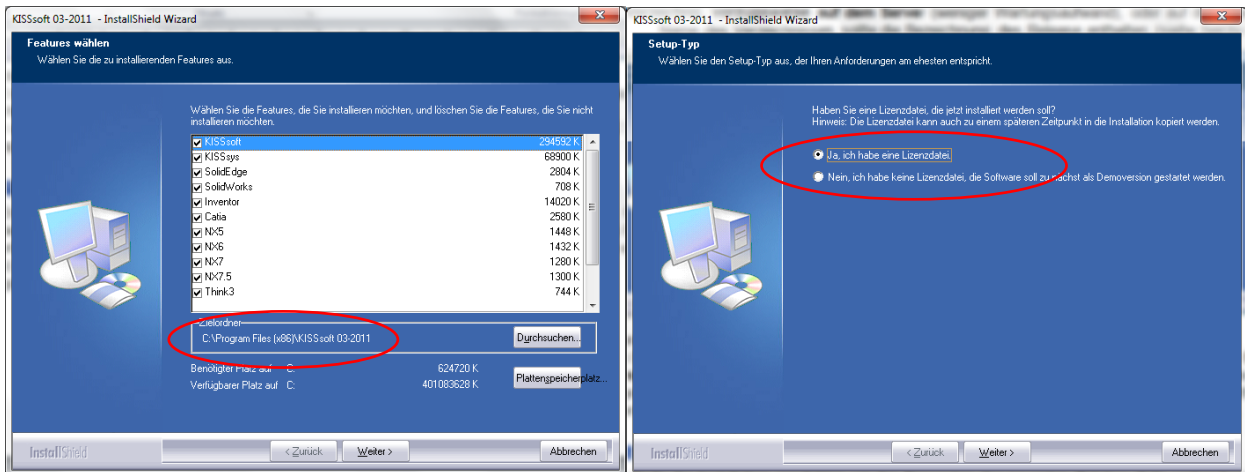 KISSsoft 03-2011 - InstallShield Wizard
Features wählen
Wählen Sie die zu installierenden Features aus.
Wählen Sie die Features, die Sie installieren möchten, und löschen Sie die Features, die Sie nicht
installieren möchten.
KISSsoft 294592 K
KISSsys 68900 K
SolidEdge 2804 K
SolidWorks 708 K
Inventor 14020 K
Catia 2580 K
NX5 1448 K
NX6 1432 K
NX7 1280 K
NX7.5 1300 K
Think3 744 K
Zielordner
C:\Program Files (x86)\KISSsoft 03-2011
Durchsuchen...
Benötigter Platz auf C: 624720 K
Verfügbarer Platz auf C: 401083628 K
Plattenspeicherplatz...
InstallShield
< Zurück Weiter > Abbrechen
KISSsoft 03-2011 - InstallShield Wizard
Setup-Typ
Wählen Sie den Setup-Typ aus, der Ihren Anforderungen am ehesten entspricht.
Haben Sie eine Lizenzdatei, die jetzt installiert werden soll?
Hinweis: Die Lizenzdatei kann auch zu einem späteren Zeitpunkt in die Installation kopiert werden.
Ja, ich habe eine Lizenzdatei.
Nein, ich habe keine Lizenzdatei, die Software soll zunächst als Demoversion gestartet werden.
InstallShield
< Zurück Weiter > Abbrechen